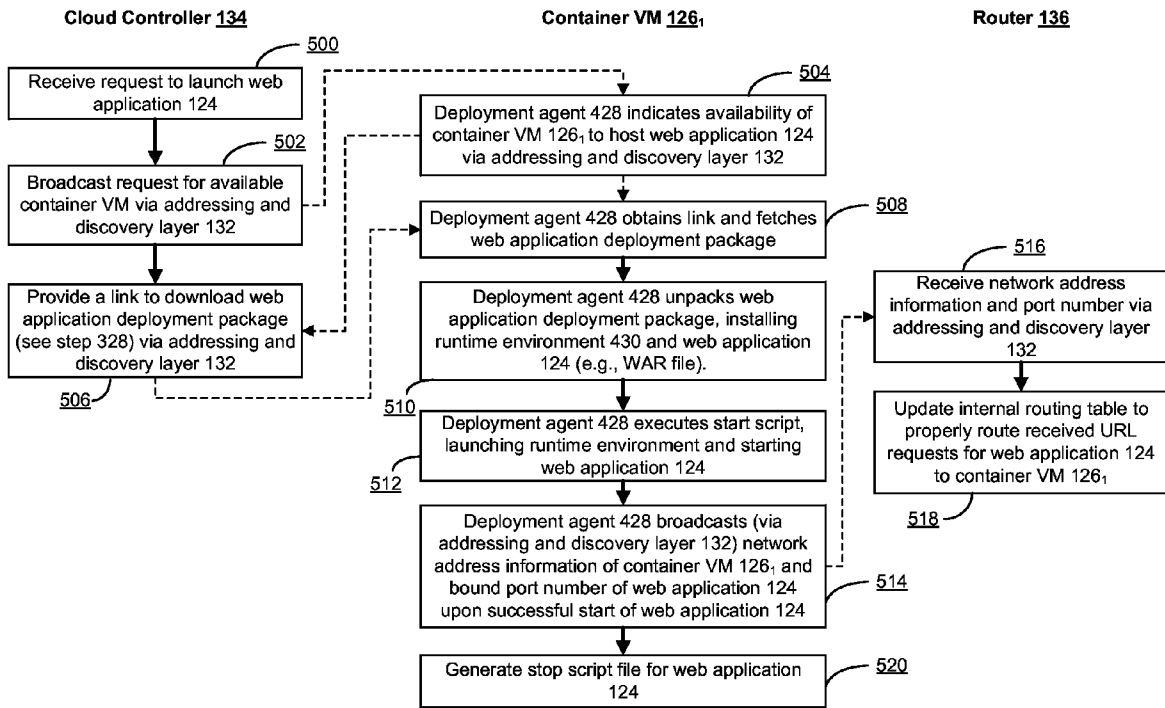 Cloud Controller 134
Container VM 126₁
Router 136
500
Receive request to launch web
application 124
502
Broadcast request for available
container VM via addressing and
discovery layer 132
504
Deployment agent 428 indicates availability of
container VM 126₁ to host web application 124
via addressing and discovery layer 132
Provide a link to download web
application deployment package
(see step 328) via addressing and
discovery layer 132
506
Deployment agent 428 obtains link and fetches
web application deployment package
508
Deployment agent 428 unpacks web
application deployment package, installing
runtime environment 430 and web application
124 (e.g., WAR file).
510
Deployment agent 428 executes start script,
launching runtime environment and starting
web application 124
512
Deployment agent 428 broadcasts (via
addressing and discovery layer 132) network
address information of container VM 126₁ and
bound port number of web application 124
upon successful start of web application 124
514
516
Receive network address
information and port number via
addressing and discovery layer
132
Update internal routing table to
properly route received URL
requests for web application 124
to container VM 126₁
518
Generate stop script file for web application
124
520